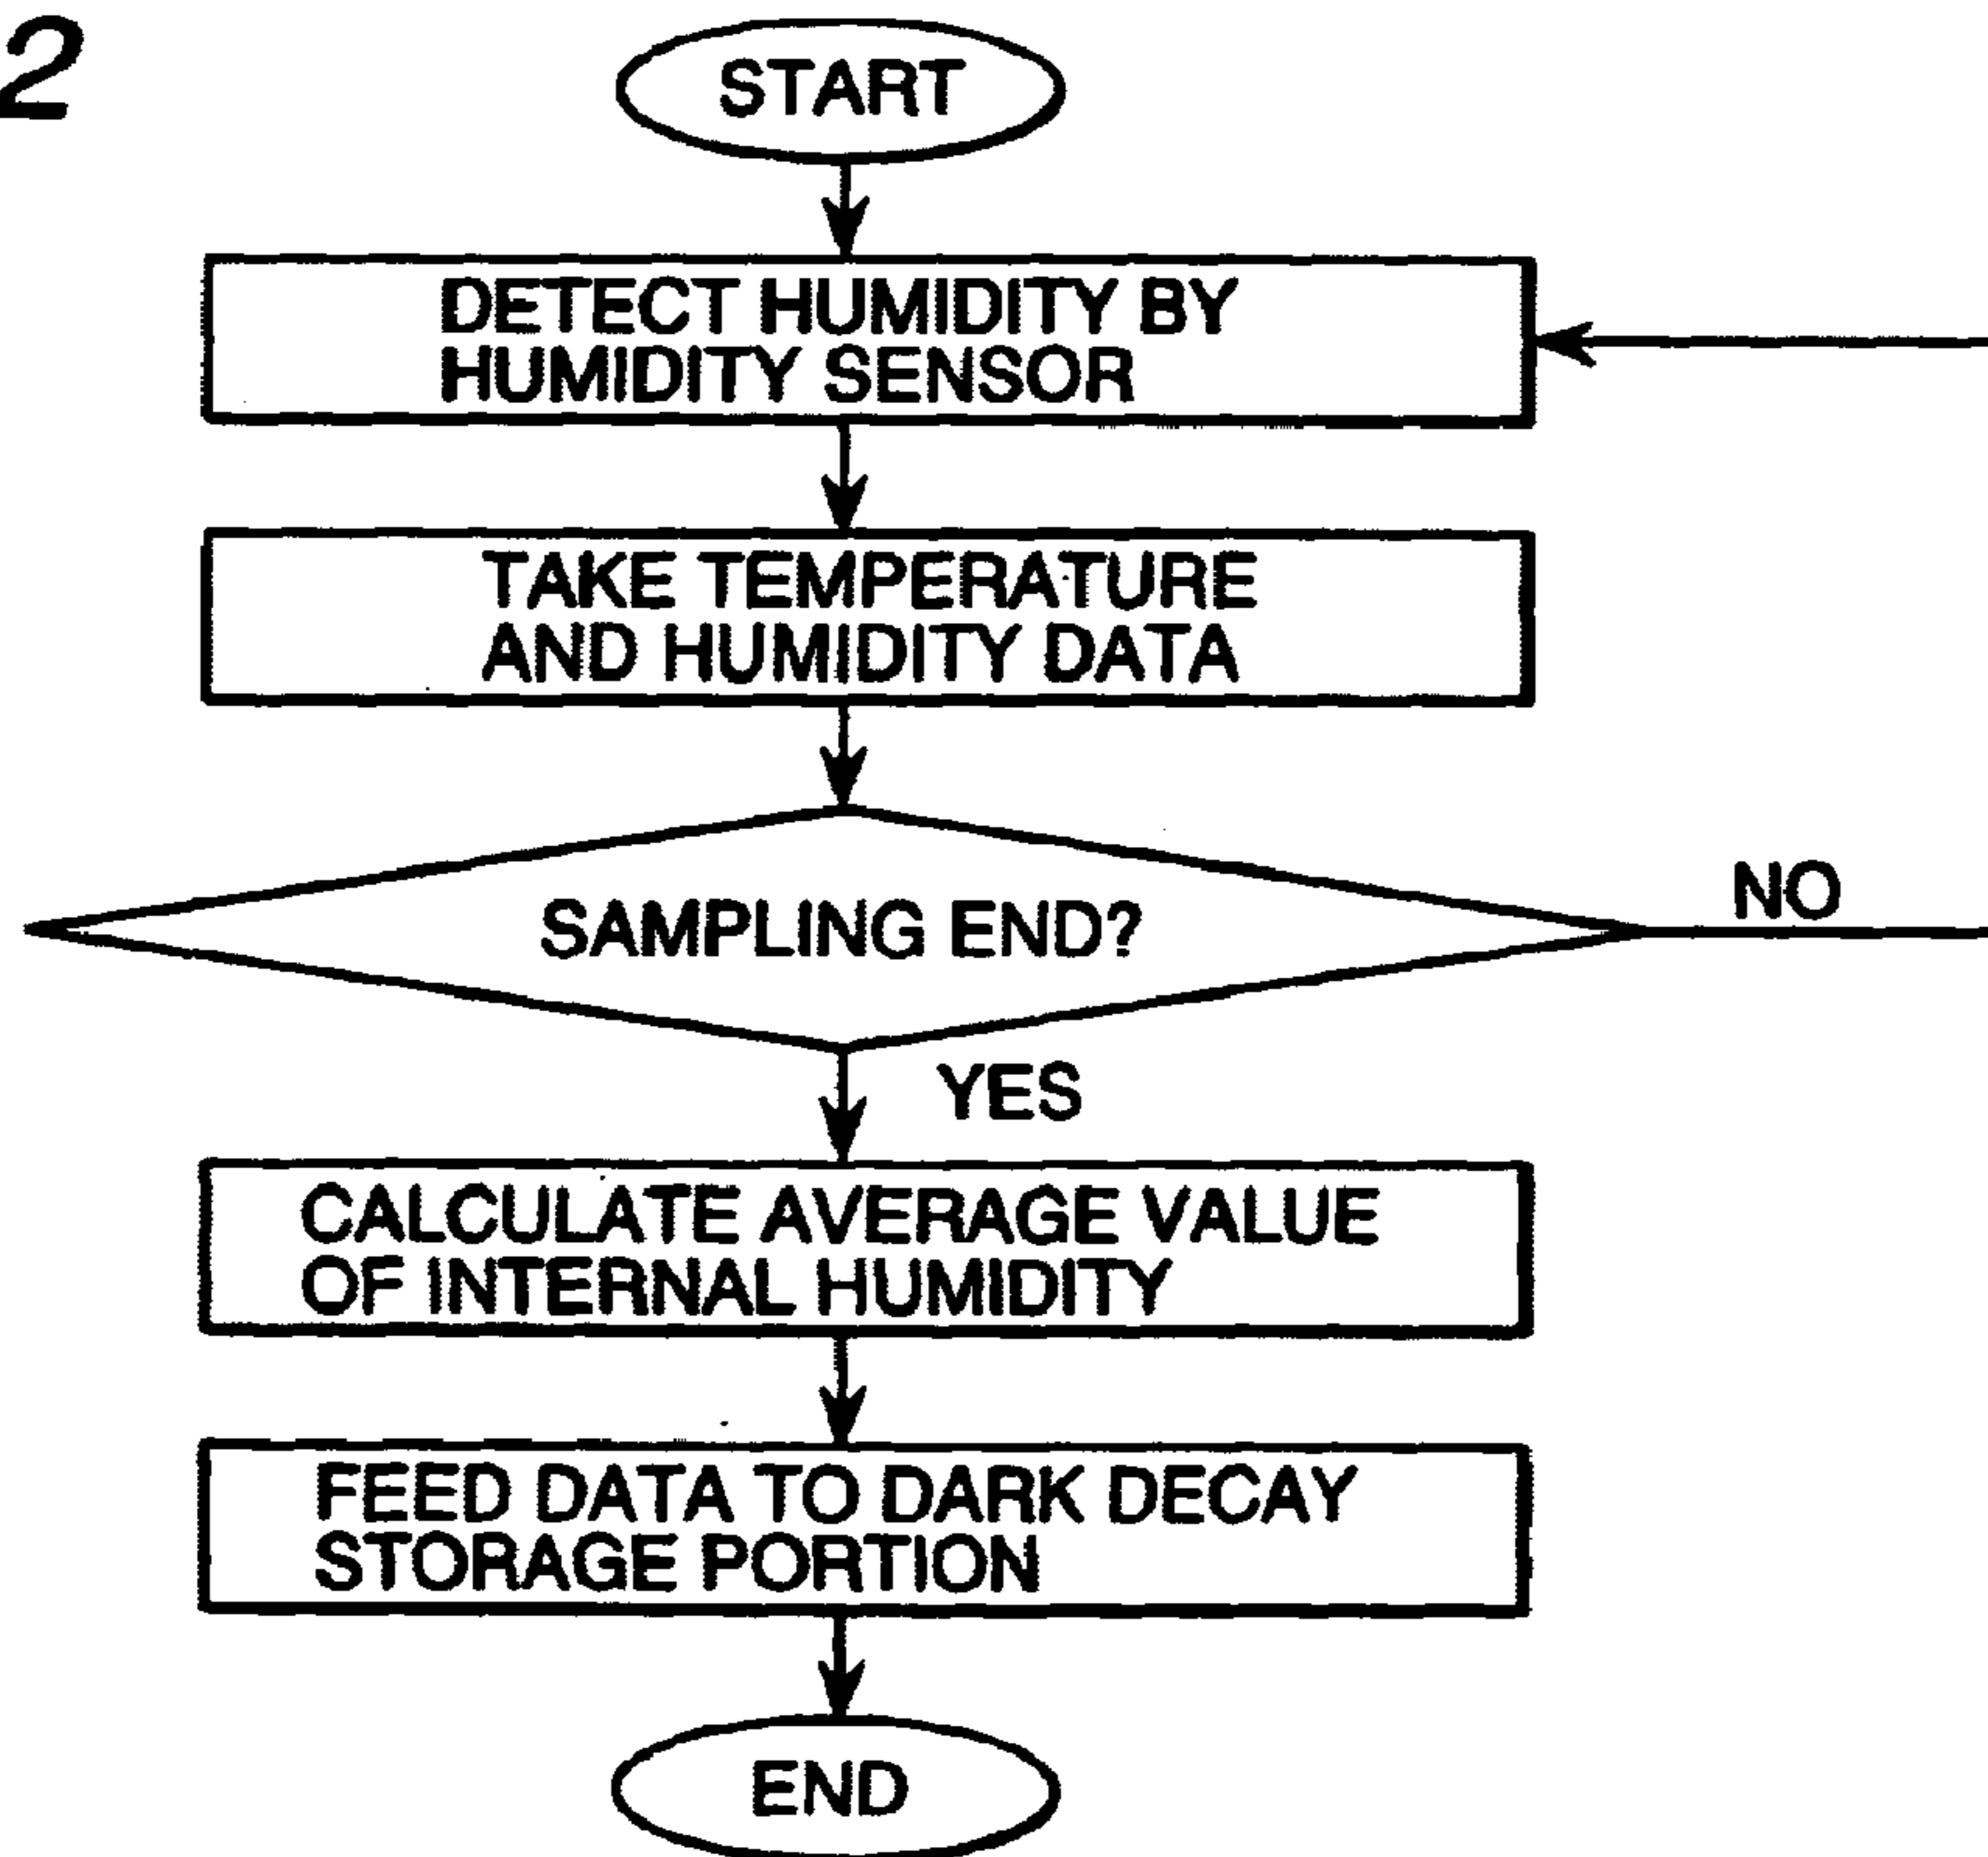 2
START
DETECT HUMIDITY BY
HUMIDITY SENSOR
TAKE TEMPERATURE
AND HUMIDITY DATA
SAMPLING END?
NO
YES
CALCULATE AVERAGE VALUE
OF INTERNAL HUMIDITY
FEED DATA TO DARK DECAY
STORAGE PORTION
END